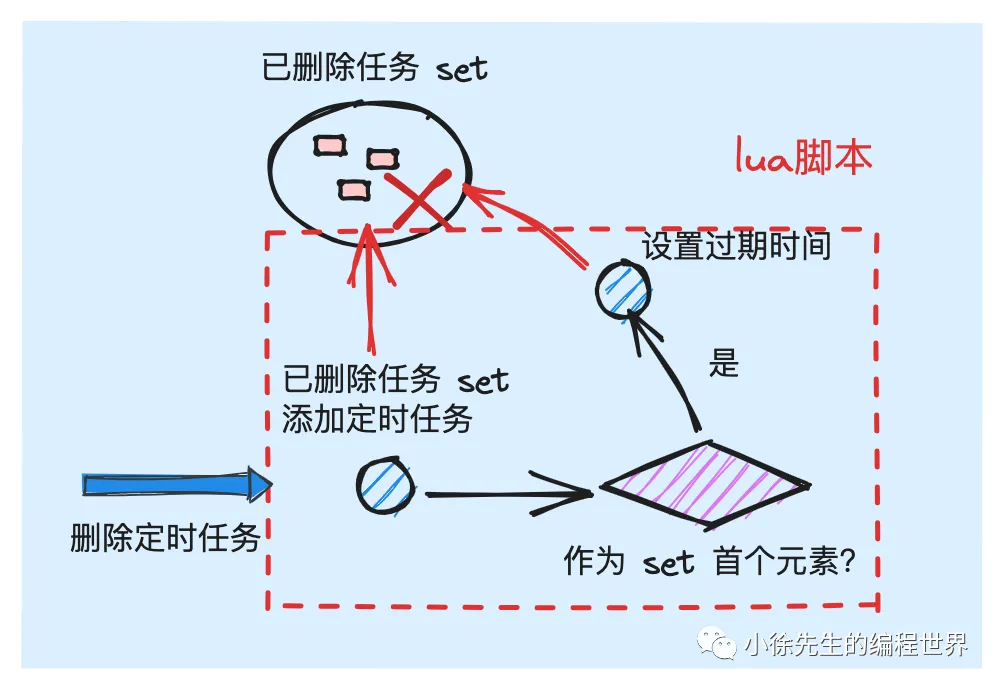 已删除任务 set
lua脚本
设置过期时间
是
已删除任务 set
添加定时任务
删除定时任务
作为 set 首个元素?
小徐先生的编程世界